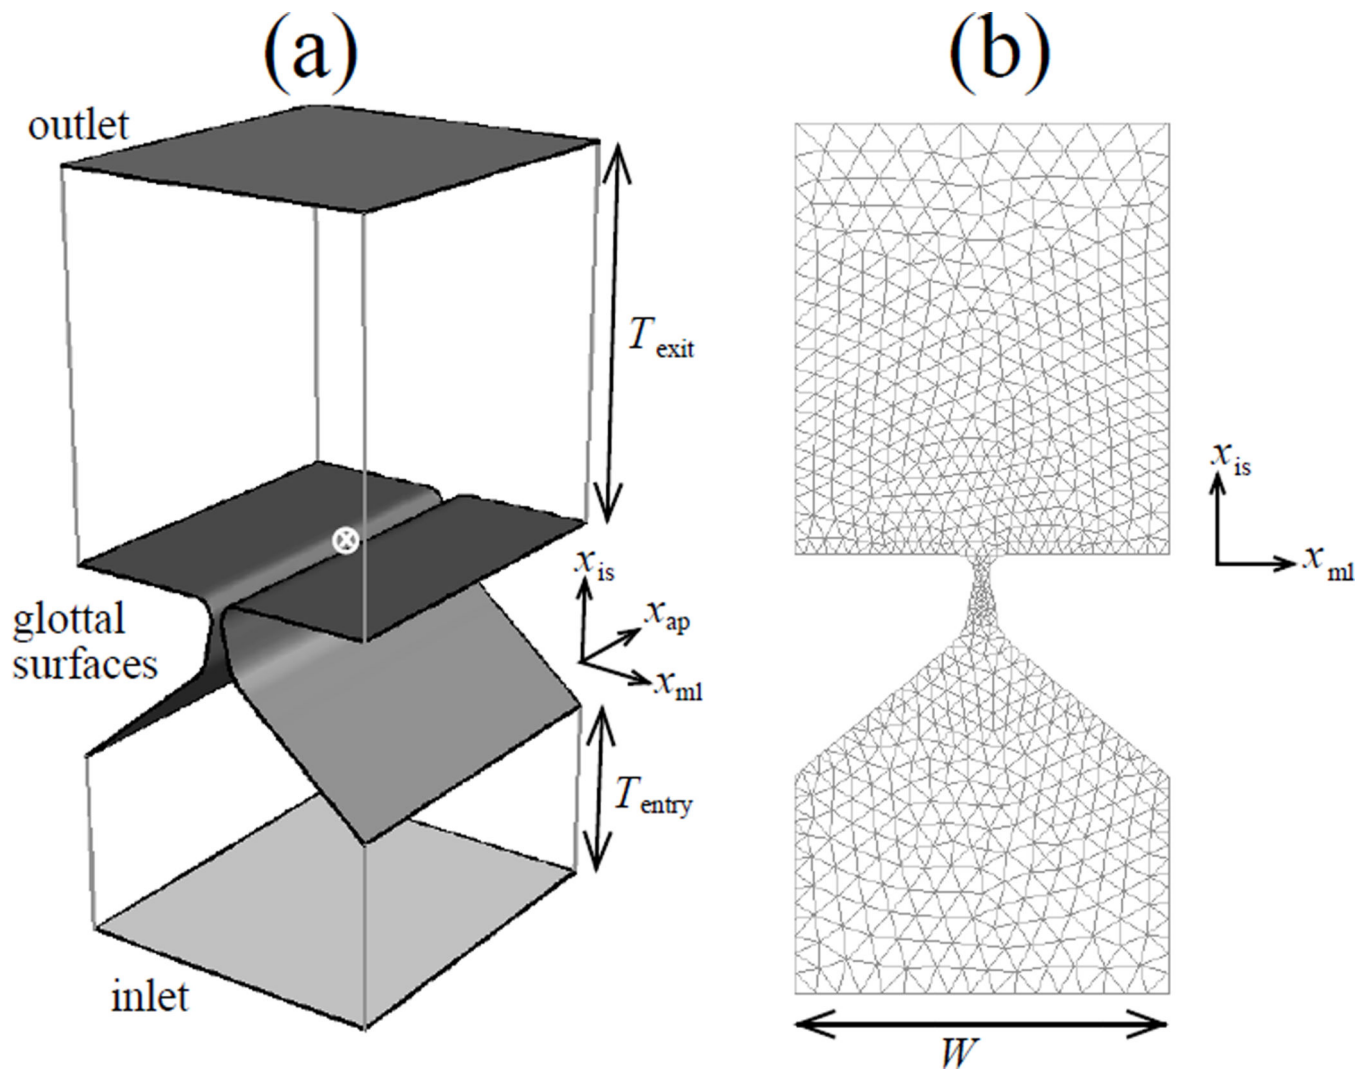 (a)
(b)
outlet
T exit
x is
x ap
x ml
glottal
surfaces
T entry
inlet
x is
x ml
W